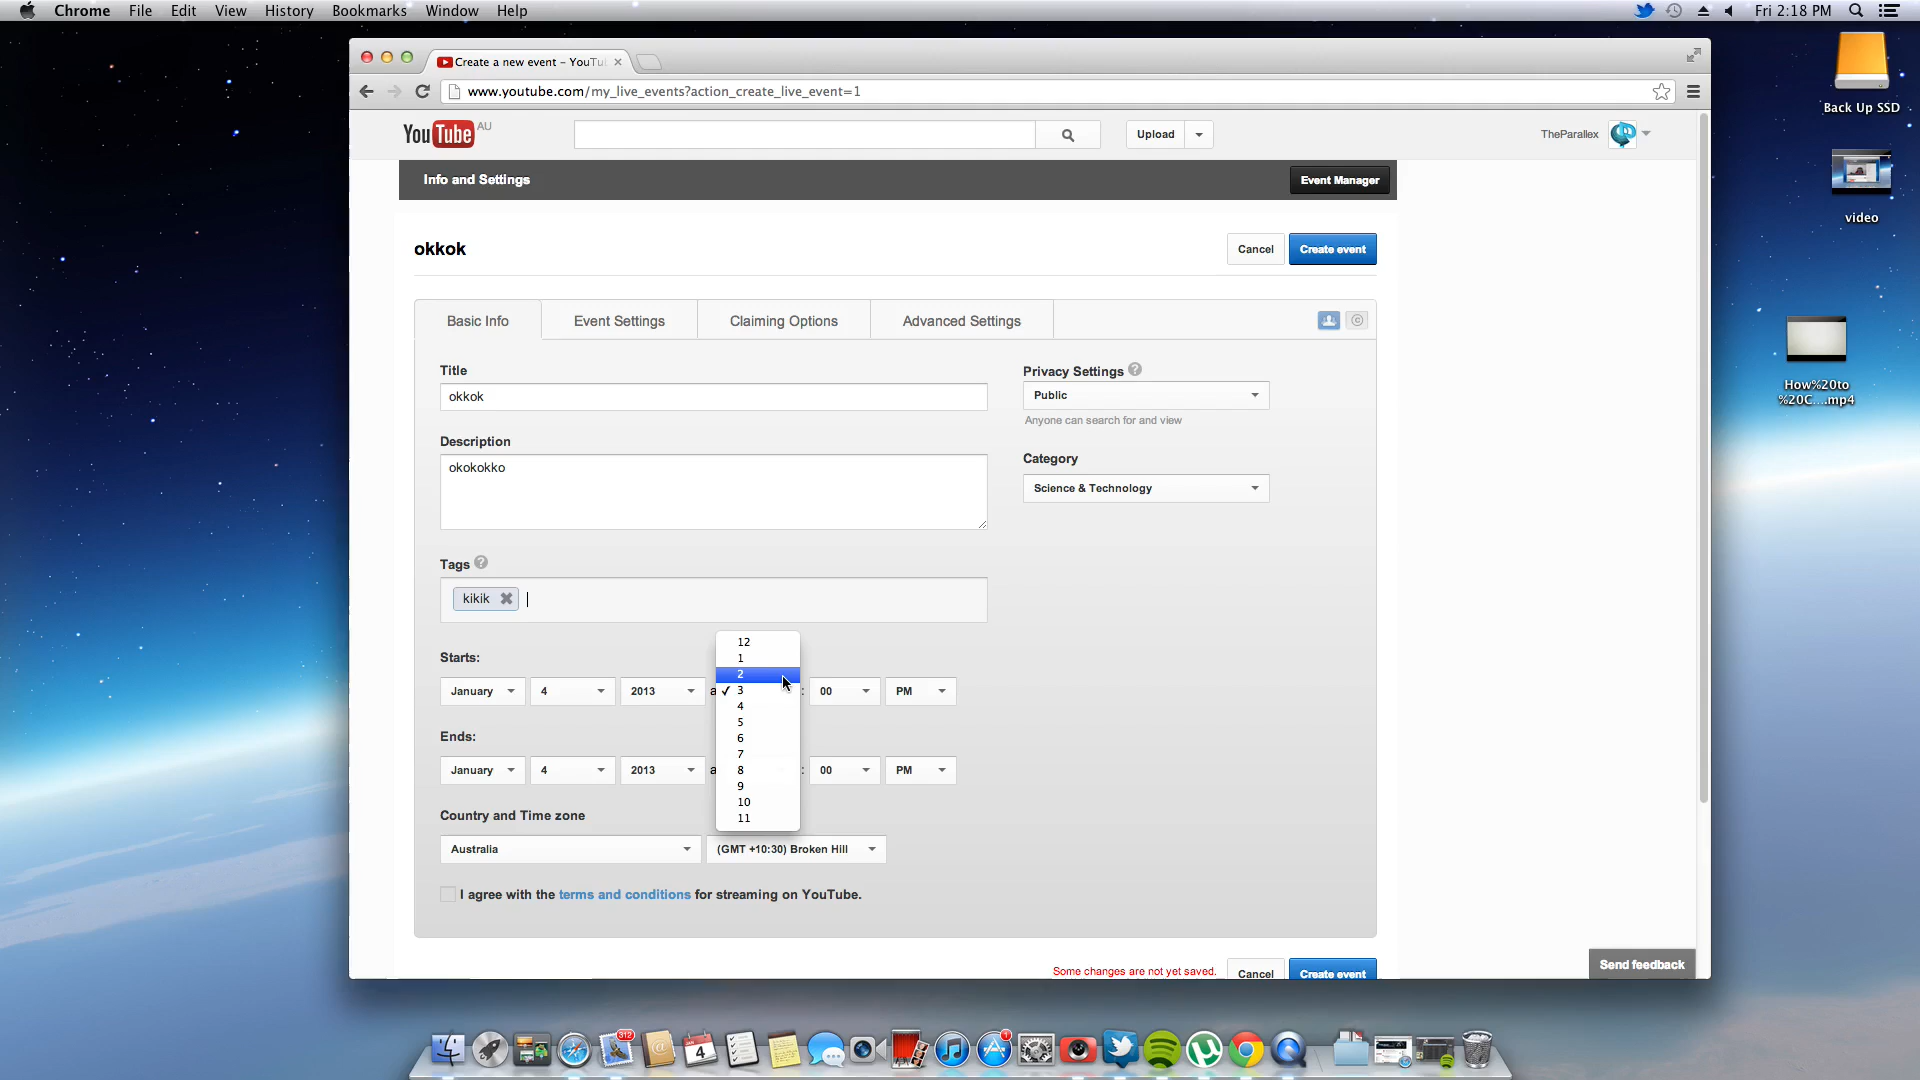 Chrome File Edit View History Bookmarks Window Help Fri 2:18 PM
Create a new event – YouTu
www.youtube.com/my_live_events?action_create_live_event=1
YouTube AU Upload TheParallex
Info and Settings Event Manager
okkok Cancel Create event
Basic Info Event Settings Claiming Options Advanced Settings
Title
okkok
Description
okokokko
Tags
kikik
Privacy Settings
Public
Anyone can search for and view
Category
Science & Technology
12
1
2
3
4
5
6
7
8
9
10
11
Starts:
January 4 2013 a : 00 PM
Ends:
January 4 2013 a : 00 PM
Country and Time zone
Australia (GMT +10:30) Broken Hill
I agree with the terms and conditions for streaming on YouTube.
Some changes are not yet saved. Cancel Create event
Send feedback
Back Up SSD
video
How%20to
%20C....mp4
312
4
1